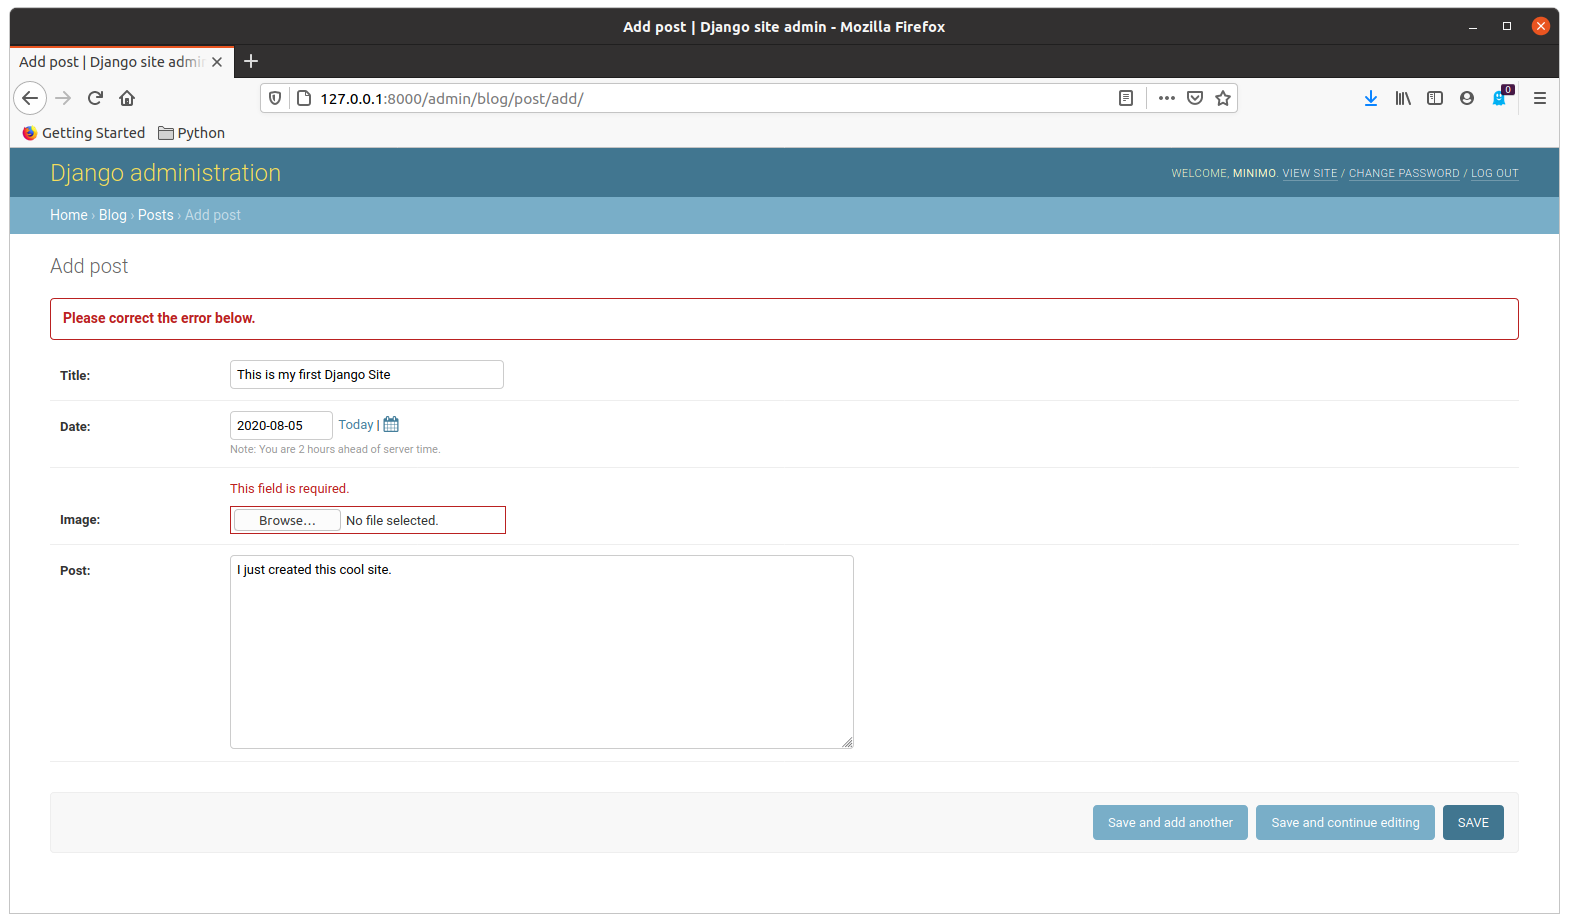 Add post | Django site admin - Mozilla Firefox
Add post | Django site admi
127.0.0.1:8000/admin/blog/post/add/
0
Getting Started Python
Django administration
WELCOME, MINIMO. VIEW SITE / CHANGE PASSWORD / LOG OUT
Home › Blog › Posts › Add post
Add post
Please correct the error below.
Title: This is my first Django Site
Date: 2020-08-05 Today |
Note: You are 2 hours ahead of server time.
This field is required.
Image: Browse... No file selected.
Post: I just created this cool site.
Save and add another Save and continue editing SAVE